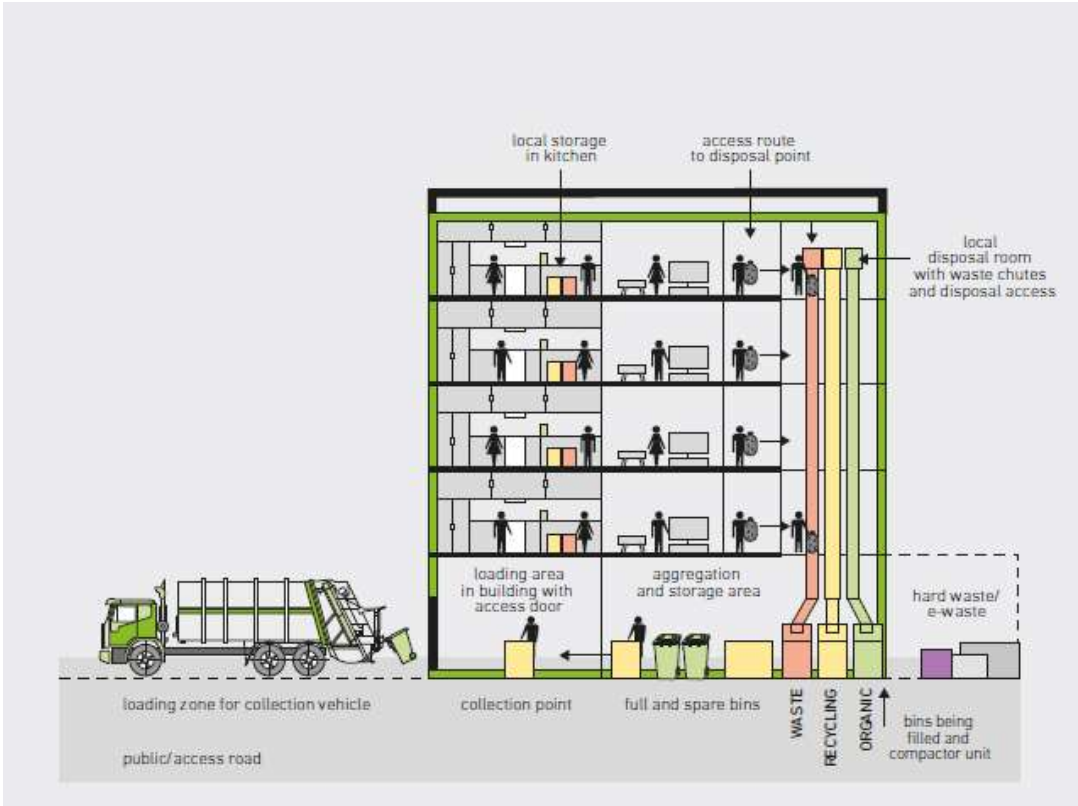 local storage
in kitchen
access route
to disposal point
local
disposal room
with waste chutes
and disposal access
loading area
in building with
access door
aggregation
and storage area
hard waste/
e-waste
loading zone for collection vehicle
collection point
full and spare bins
WASTE
RECYCLING
ORGANIC
bins being
filled and
compactor unit
public/access road